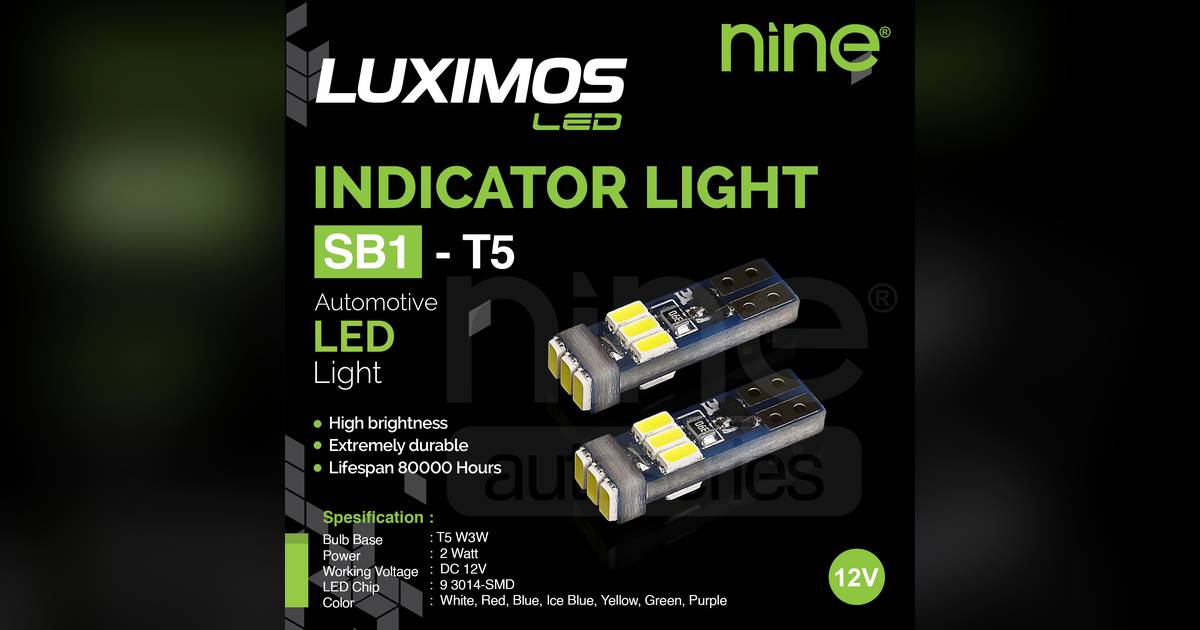 nine®
LUXIMOS
LED
INDICATOR LIGHT
SB1 - T5
Automotive
LED
Light
nine®
• High brightness
• Extremely durable
• Lifespan 80000 Hours
Spesification :
Bulb Base : T5 W3W
Power : 2 Watt
Working Voltage : DC 12V
LED Chip : 9 3014-SMD
Color : White, Red, Blue, Ice Blue, Yellow, Green, Purple
12V